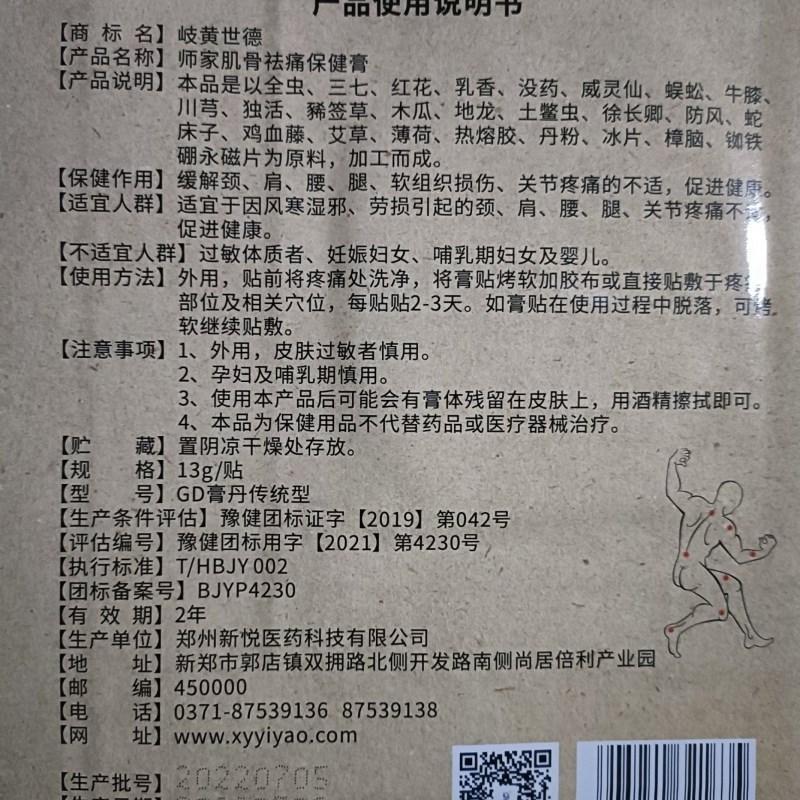 产品使用说明书
【商 标 名】岐黄世德
【产品名称】师家肌骨祛痛保健膏
【产品说明】本品是以全虫、三七、红花、乳香、没药、威灵仙、蜈蚣、牛膝、
川芎、独活、豨签草、木瓜、地龙、土鳖虫、徐长卿、防风、蛇
床子、鸡血藤、艾草、薄荷、热熔胶、丹粉、冰片、樟脑、铷铁
硼永磁片为原料，加工而成。
【保健作用】缓解颈、肩、腰、腿、软组织损伤、关节疼痛的不适，促进健康。
【适宜人群】适宜于因风寒湿邪、劳损引起的颈、肩、腰、腿、关节疼痛不适，
促进健康。
【不适宜人群】过敏体质者、妊娠妇女、哺乳期妇女及婴儿。
【使用方法】外用，贴前将疼痛处洗净，将膏贴烤软加胶布或直接贴敷于疼
部位及相关穴位，每贴贴2-3天。如膏贴在使用过程中脱落，可烤
软继续贴敷。
【注意事项】1、外用，皮肤过敏者慎用。
2、孕妇及哺乳期慎用。
3、使用本产品后可能会有膏体残留在皮肤上，用酒精擦拭即可。
4、本品为保健用品不代替药品或医疗器械治疗。
【贮 藏】置阴凉干燥处存放。
【规 格】13g/贴
【型 号】GD膏丹传统型
【生产条件评估】豫健团标证字【2019】第042号
【评估编号】豫健团标用字【2021】第4230号
【执行标准】T/HBJY 002
【团标备案号】BJYP4230
【有 效 期】2年
【生产单位】郑州新悦医药科技有限公司
【地 址】新郑市郭店镇双拥路北侧开发路南侧尚居倍利产业园
【邮 编】450000
【电 话】0371-87539136 87539138
【网 址】www.xyyiyao.com
【生产批号】20220705